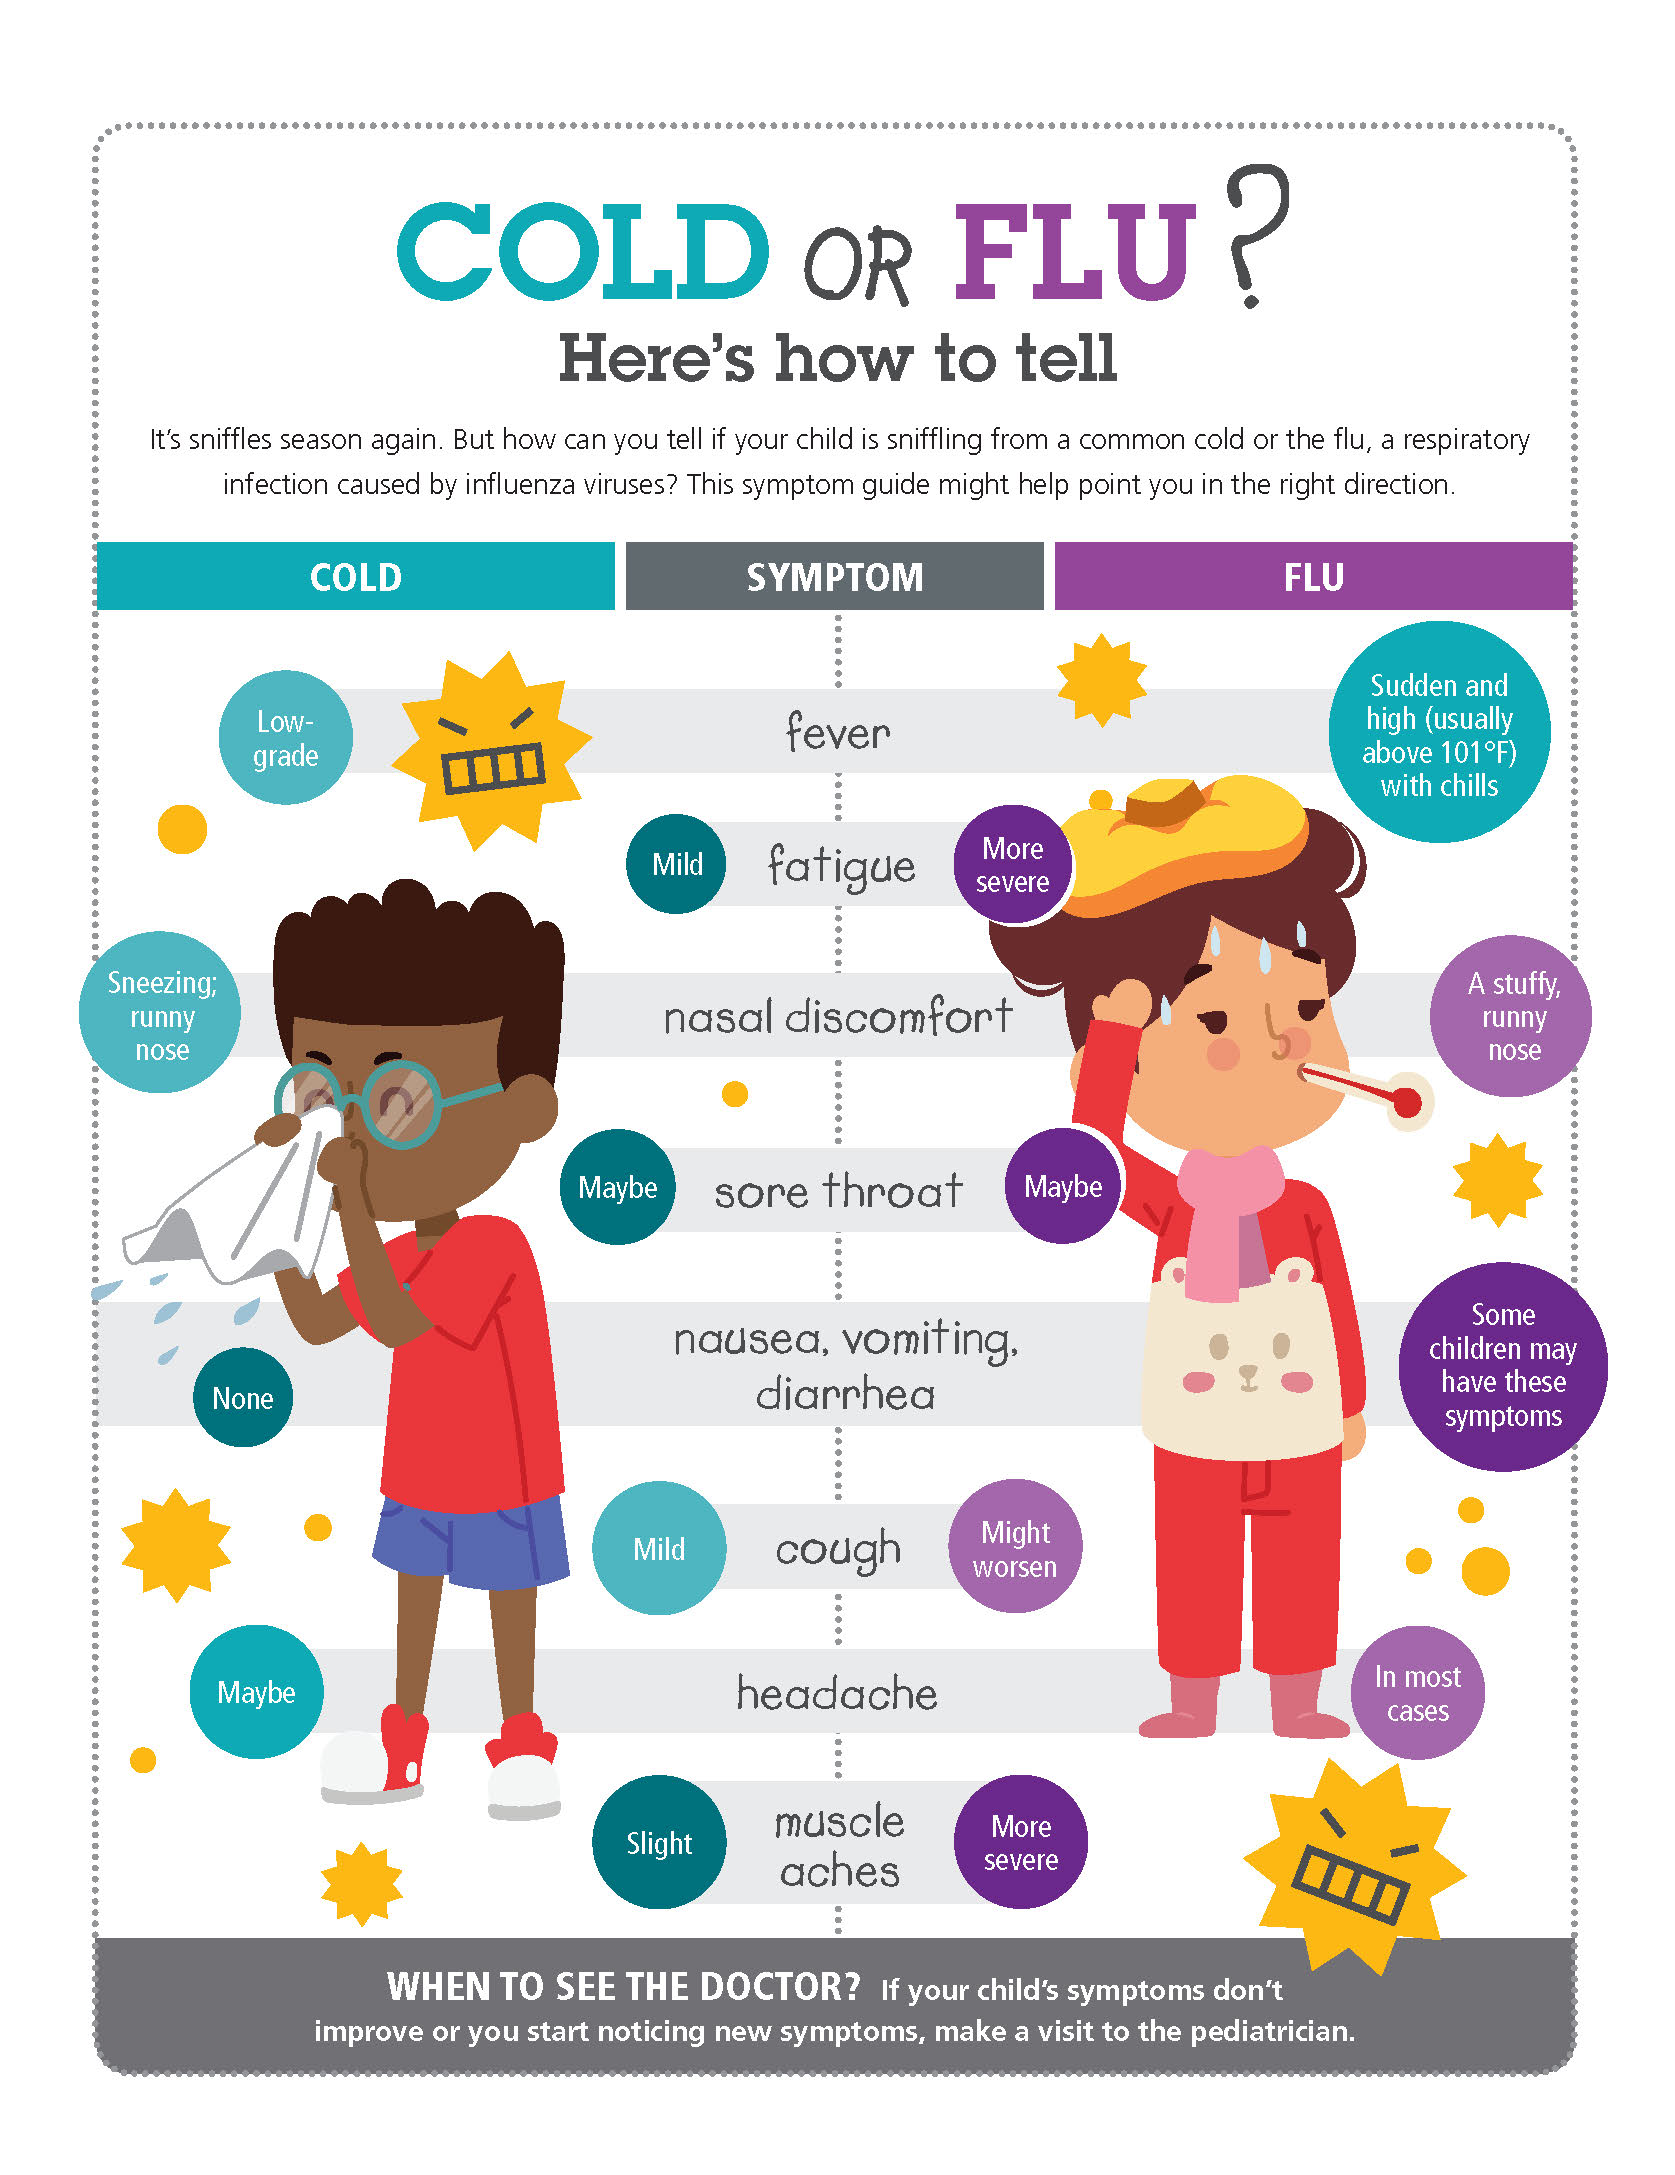 COLD OR FLU?
Here's how to tell
It's sniffles season again. But how can you tell if your child is sniffling from a common cold or the flu, a respiratory
infection caused by influenza viruses? This symptom guide might help point you in the right direction.
COLD
SYMPTOM
FLU
Low-
grade
fever
Sudden and
high (usually
above 101°F)
with chills
Mild
fatigue
More
severe
Sneezing;
runny
nose
nasal discomfort
A stuffy,
runny
nose
Maybe
sore throat
Maybe
None
nausea, vomiting,
diarrhea
Some
children may
have these
symptoms
Mild
cough
Might
worsen
Maybe
headache
In most
cases
Slight
muscle
aches
More
severe
WHEN TO SEE THE DOCTOR? If your child's symptoms don't
improve or you start noticing new symptoms, make a visit to the pediatrician.